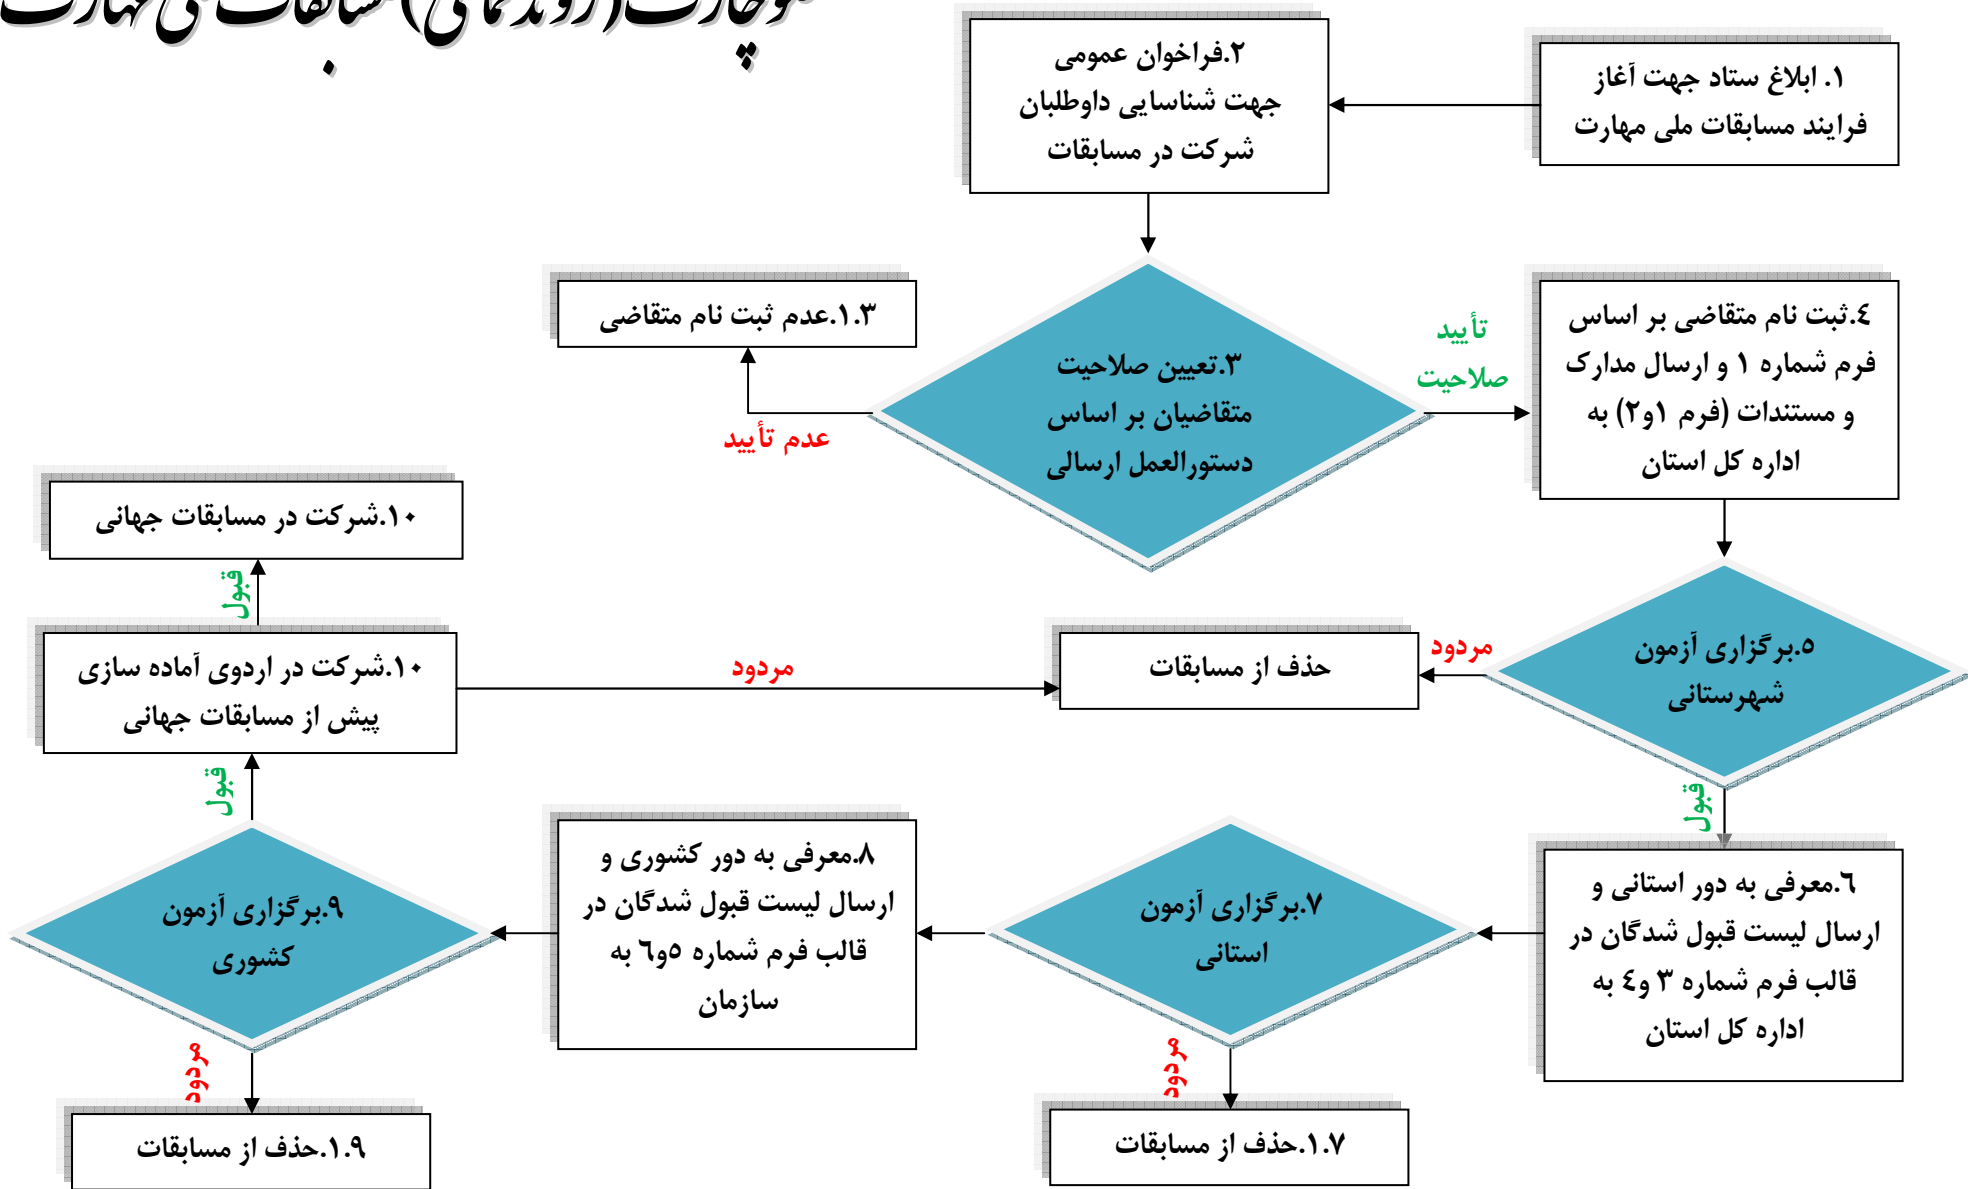 فلوچارت(روندنمای) مسابقات ملی مهارت
۱. ابلاغ ستاد جهت آغاز
فرایند مسابقات ملی مهارت
۲.فراخوان عمومی
جهت شناسایی داوطلبان
شرکت در مسابقات
۳.تعیین صلاحیت
متقاضیان بر اساس
دستورالعمل ارسالی
عدم تأیید
۱.۳.عدم ثبت نام متقاضی
تأیید
صلاحیت
٤.ثبت نام متقاضی بر اساس
فرم شماره ۱ و ارسال مدارک
و مستندات (فرم ۱و۲) به
اداره کل استان
٥.برگزاری آزمون
شهرستانی
مردود
حذف از مسابقات
قبول
٦.معرفی به دور استانی و
ارسال لیست قبول شدگان در
قالب فرم شماره ۳ و٤ به
اداره کل استان
۷.برگزاری آزمون
استانی
مردود
۱.۷.حذف از مسابقات
۸.معرفی به دور کشوری و
ارسال لیست قبول شدگان در
قالب فرم شماره ٥و٦ به
سازمان
۹.برگزاری آزمون
کشوری
مردود
۱.۹.حذف از مسابقات
قبول
۱۰.شرکت در اردوی آماده سازی
پیش از مسابقات جهانی
مردود
قبول
۱۰.شرکت در مسابقات جهانی